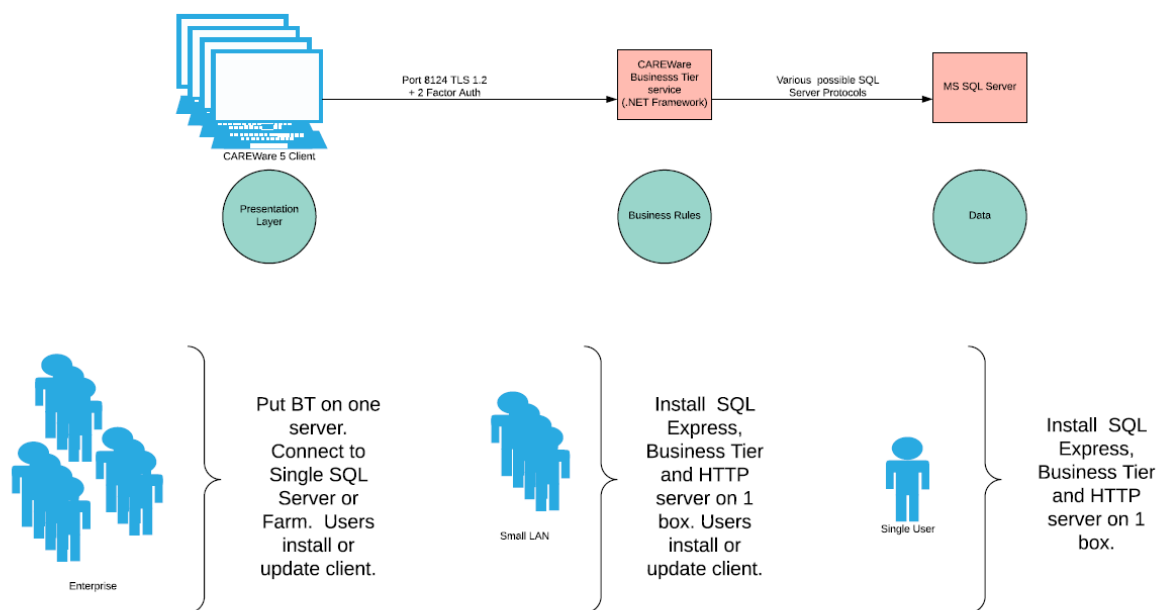 Port 8124 TLS 1.2
+ 2 Factor Auth
CAREWare
Businesss Tier
service
(.NET Framework)
Various possible SQL
Server Protocols
MS SQL Server
CAREWare 5 Client
Presentation
Layer
Business Rules
Data
Enterprise
Put BT on one
server.
Connect to
Single SQL
Server or
Farm. Users
install or
update client.
Small LAN
Install SQL
Express,
Business Tier
and HTTP
server on 1
box. Users
install or
update client.
Single User
Install SQL
Express,
Business Tier
and HTTP
server on 1
box.